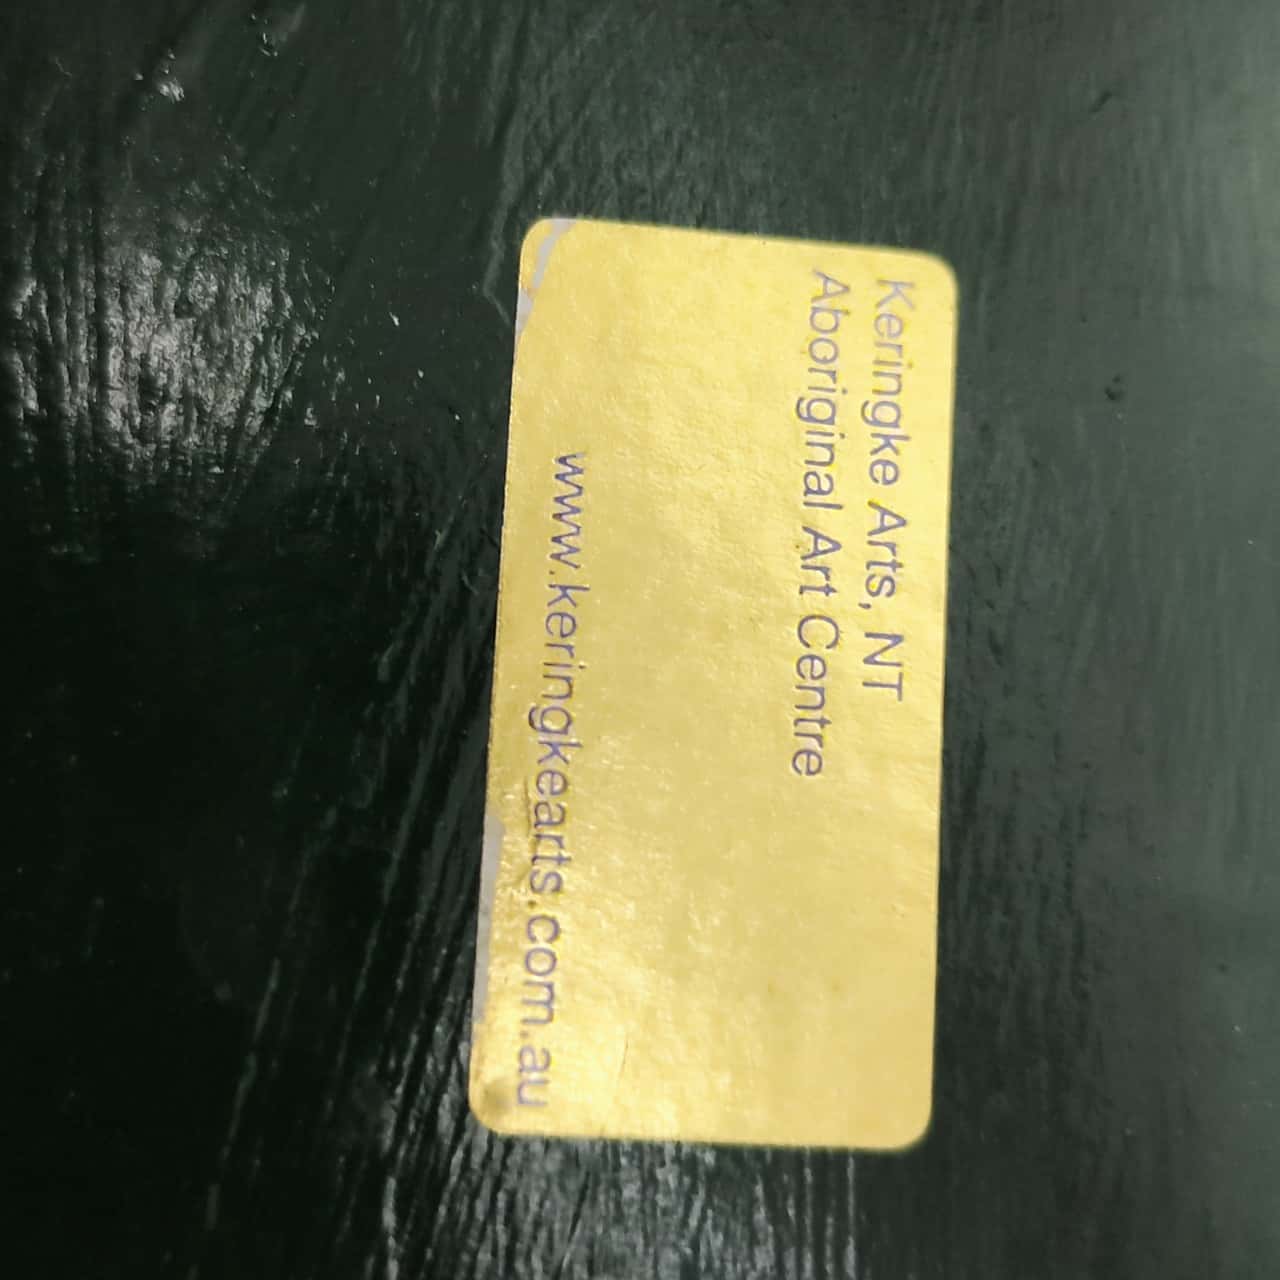 Keringke Arts, NT
Aboriginal Art Centre
www.keringkearts.com.au